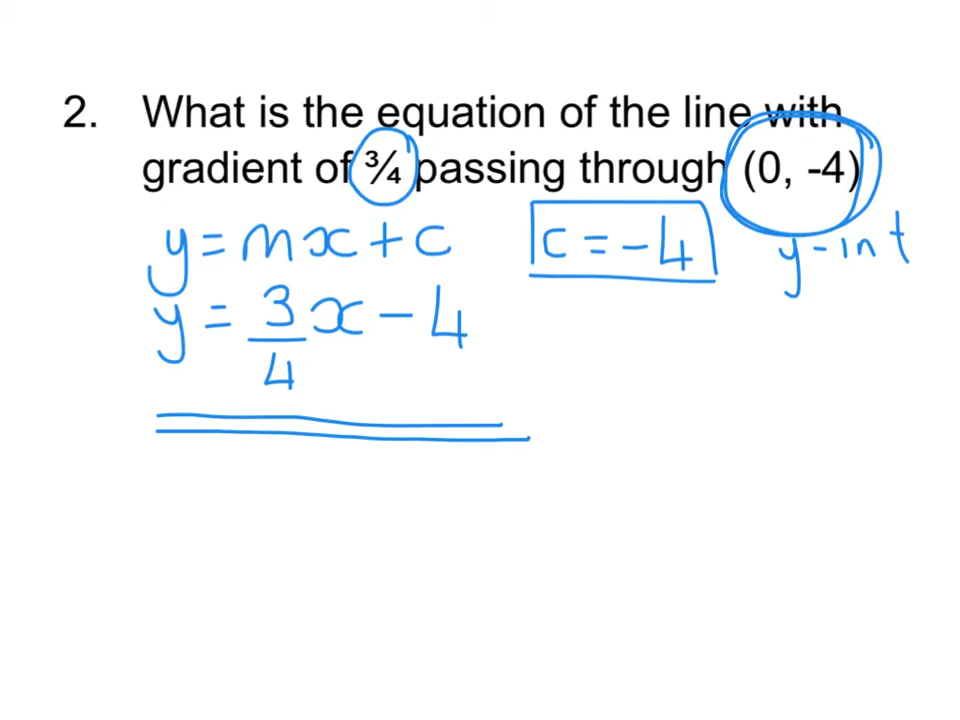 2. What is the equation of the line with
gradient of ¾ passing through (0, -4)
y = mx + c
c = -4
y-int
y = 3/4 x - 4